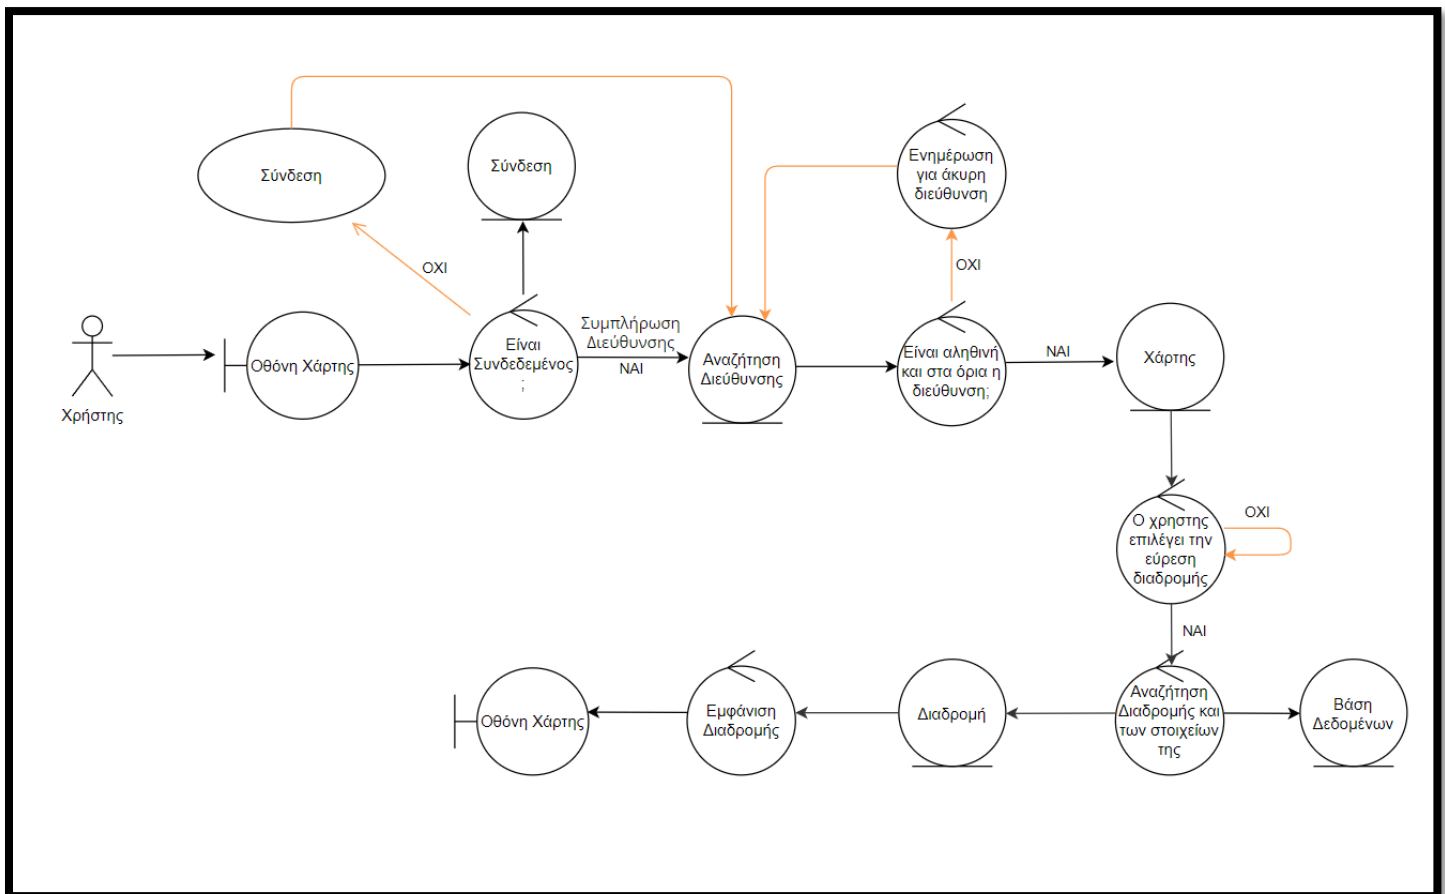 Σύνδεση
Σύνδεση
Ενημέρωση
για άκυρη
διεύθυνση
ΟΧΙ
ΟΧΙ
Χρήστης
Οθόνη Χάρτης
Είναι
Συνδεδεμένος
;
Συμπλήρωση
Διεύθυνσης
ΝΑΙ
Αναζήτηση
Διεύθυνσης
Είναι αληθινή
και στα όρια η
διεύθυνση;
ΝΑΙ
Χάρτης
Ο χρηστης
επιλέγει την
εύρεση
διαδρομής
ΟΧΙ
ΝΑΙ
Οθόνη Χάρτης
Εμφάνιση
Διαδρομής
Διαδρομή
Αναζήτηση
Διαδρομής και
των στοιχείων
της
Βάση
Δεδομένων